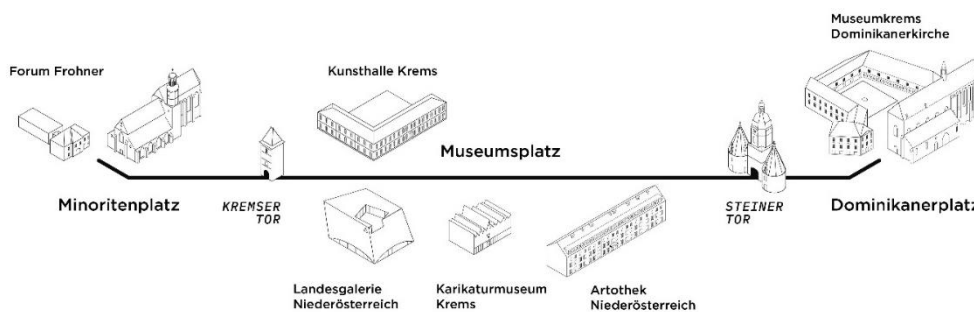 Museumkrems
Dominikanerkirche
Forum Frohner
Kunsthalle Krems
Museumsplatz
Minoritenplatz
KREMSER
TOR
STEINER
TOR
Dominikanerplatz
Landesgalerie
Niederösterreich
Karikaturmuseum
Krems
Artothek
Niederösterreich